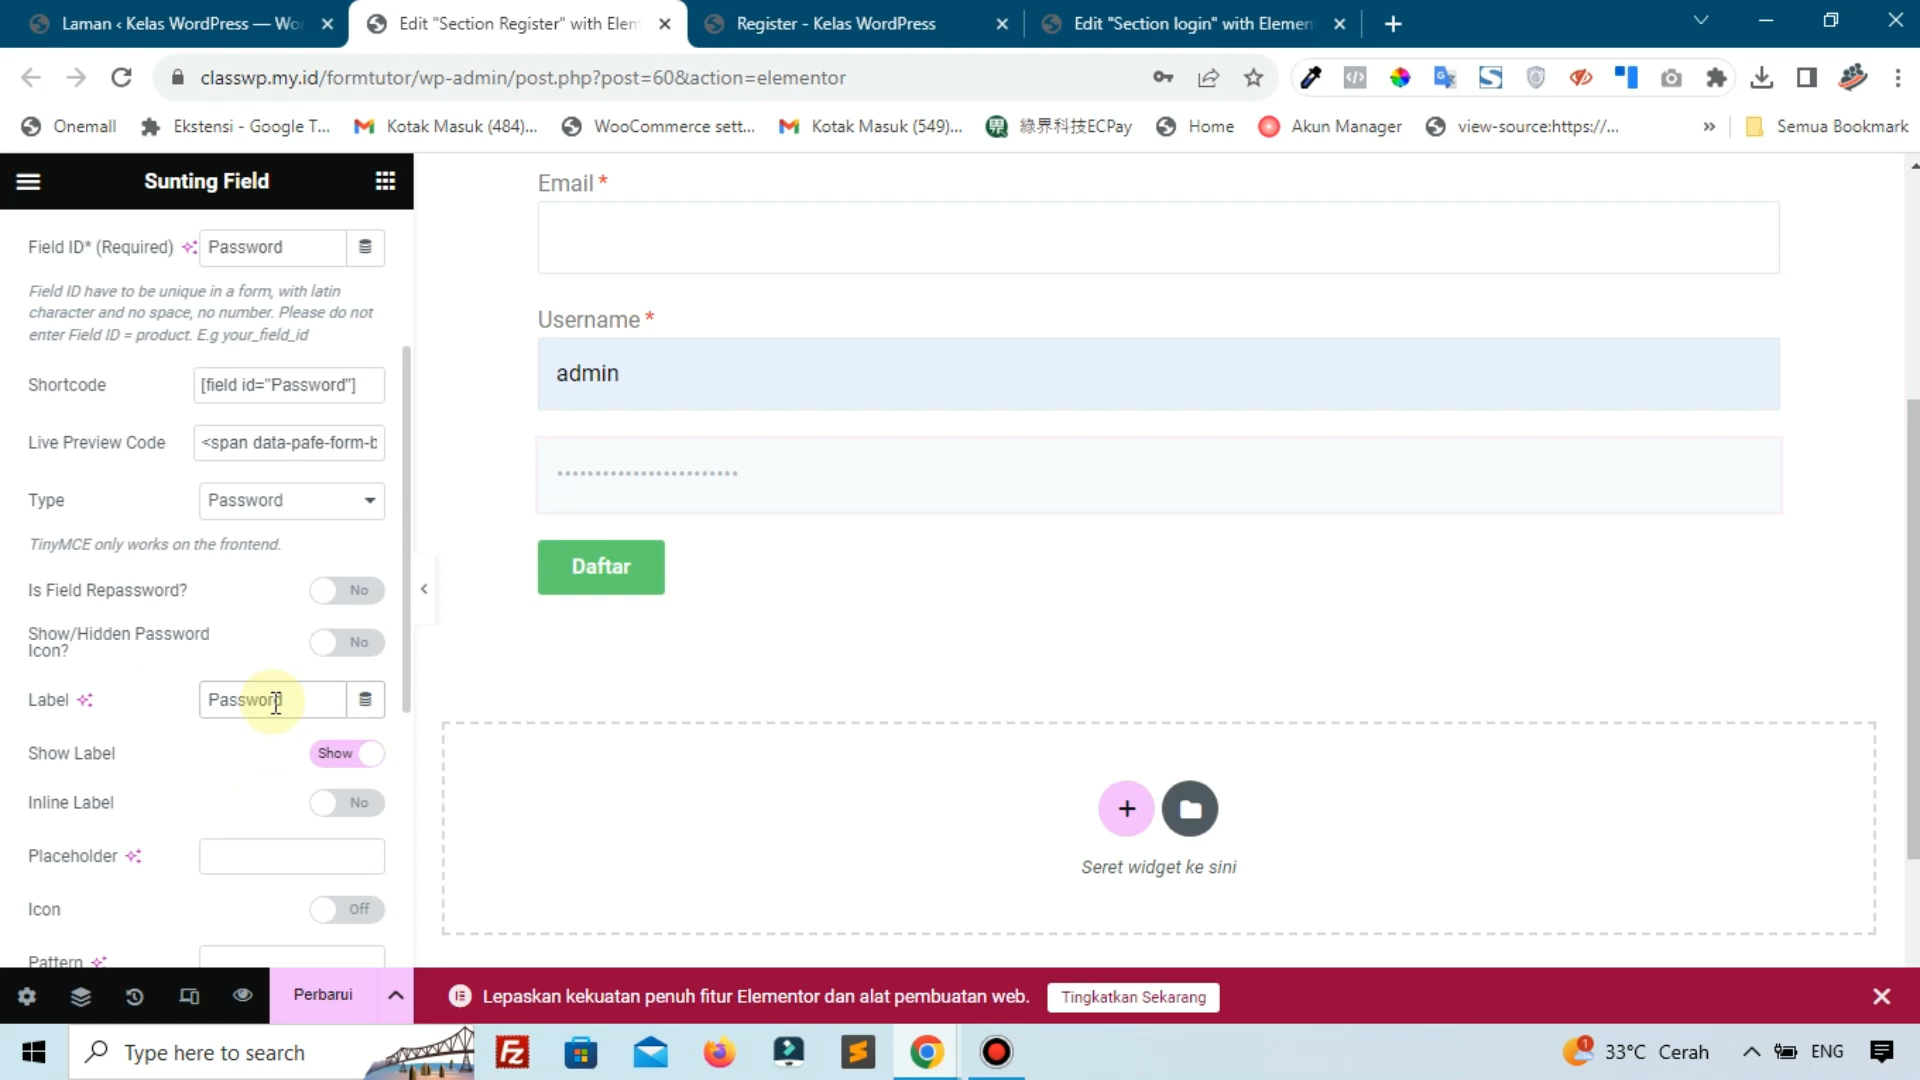 Laman ‹ Kelas WordPress — Wo
Edit "Section Register" with Elem
Register - Kelas WordPress
Edit "Section login" with Elemen
classwp.my.id/formtutor/wp-admin/post.php?post=60&action=elementor
Onemall
Ekstensi - Google T...
Kotak Masuk (484)...
WooCommerce sett...
Kotak Masuk (549)...
綠界科技ECPay
Home
Akun Manager
view-source:https://...
»
Semua Bookmark
Sunting Field
Field ID* (Required)
Password
Field ID have to be unique in a form, with latin
character and no space, no number. Please do not
enter Field ID = product. E.g your_field_id
Shortcode
[field id="Password"]
Live Preview Code
<span data-pafe-form-b
Type
Password
TinyMCE only works on the frontend.
Is Field Repassword?
No
Show/Hidden Password
Icon?
No
Label
Password
Show Label
Show
Inline Label
No
Placeholder
Icon
Off
Pattern
Perbarui
Email *
Username *
admin
Daftar
Seret widget ke sini
Lepaskan kekuatan penuh fitur Elementor dan alat pembuatan web.
Tingkatkan Sekarang
Type here to search
1
33°C Cerah
ENG